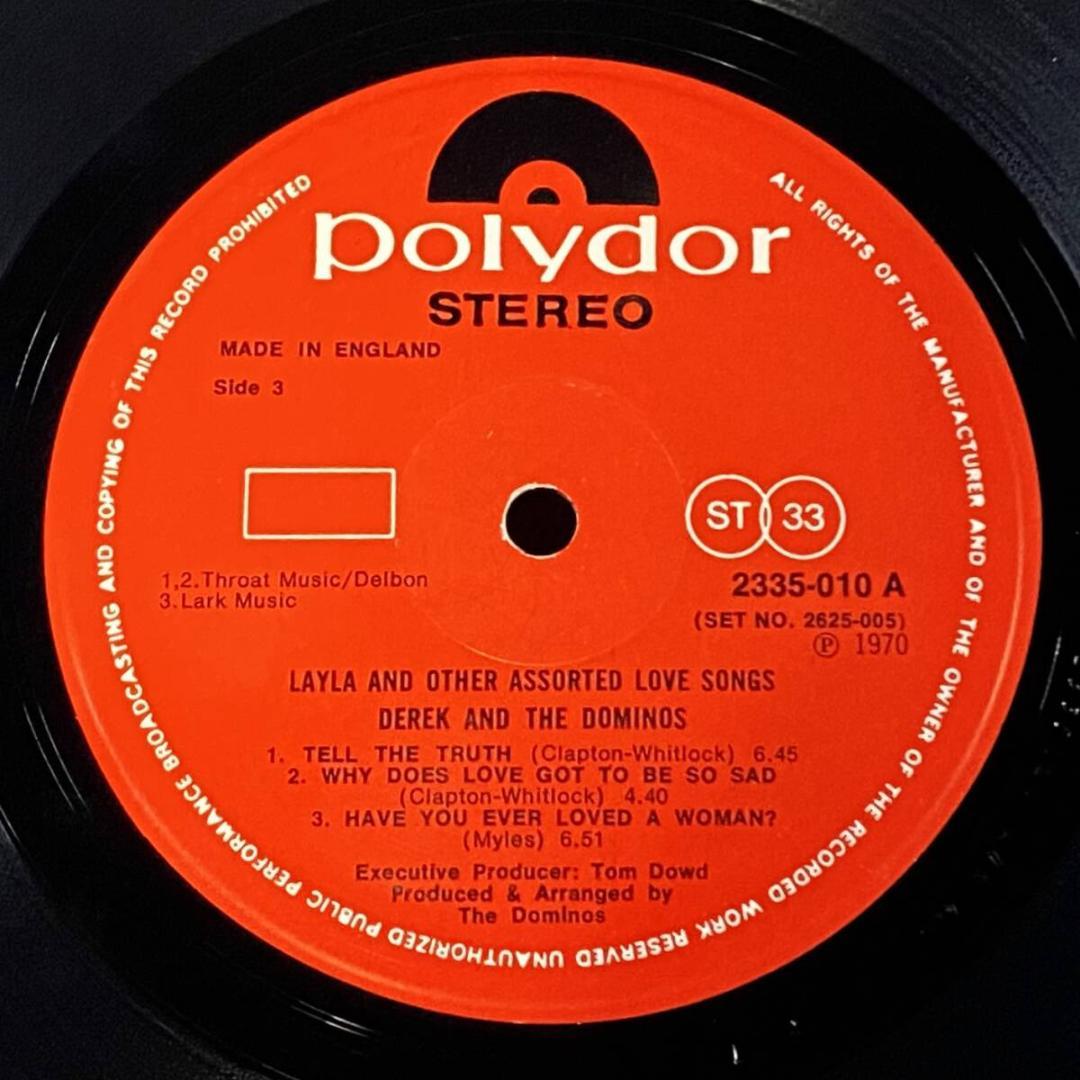 polydor
STEREO
MADE IN ENGLAND
Side 3
ST 33
1,2.Throat Music/Delbon
3.Lark Music
2335-010 A
(SET NO. 2625-005)
℗ 1970
LAYLA AND OTHER ASSORTED LOVE SONGS
DEREK AND THE DOMINOS
1. TELL THE TRUTH (Clapton-Whitlock) 6.45
2. WHY DOES LOVE GOT TO BE SO SAD
(Clapton-Whitlock) 4.40
3. HAVE YOU EVER LOVED A WOMAN?
(Myles) 6.51
Executive Producer: Tom Dowd
Produced & Arranged by
The Dominos
ALL RIGHTS OF THE MANUFACTURER AND OF THE OWNER OF THE RECORDED WORK RESERVED UNAUTHORIZED PUBLIC PERFORMANCE BROADCASTING AND COPYING OF THIS RECORD PROHIBITED